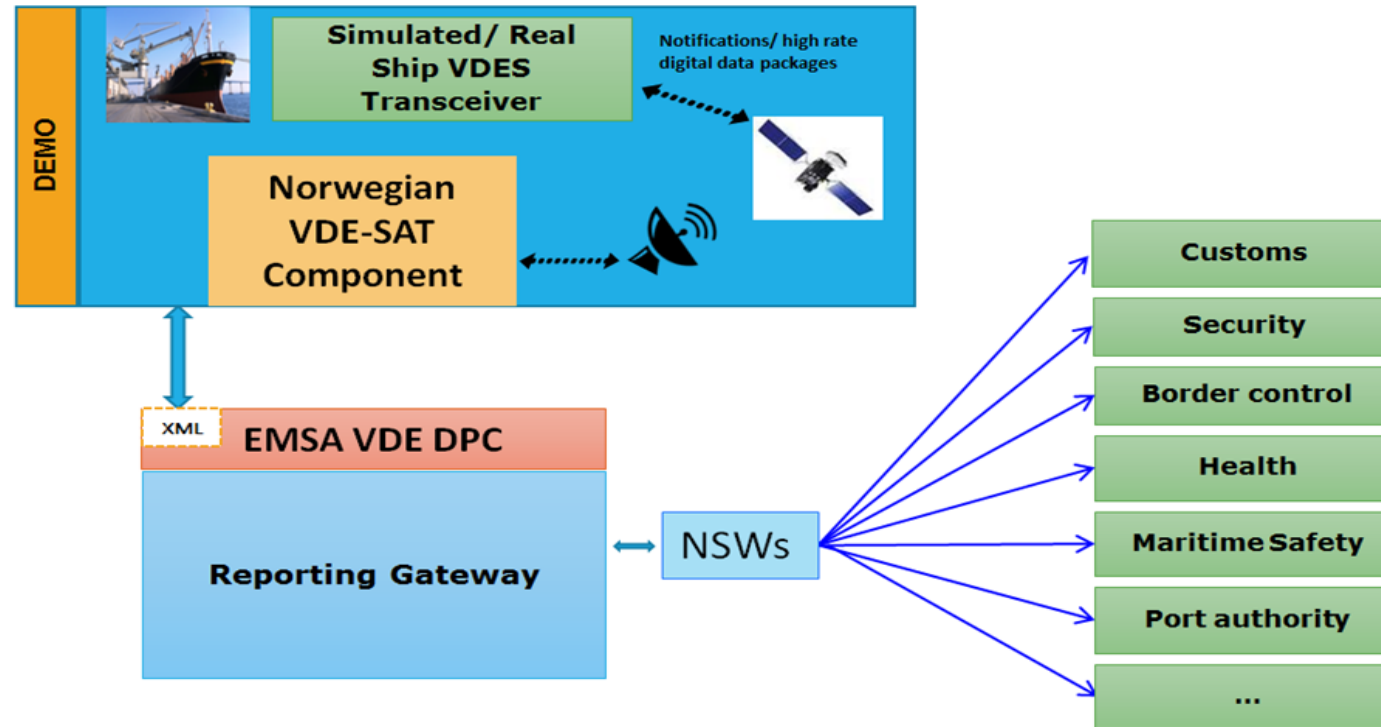 DEMO
Simulated/ Real
Ship VDES
Transceiver
Notifications/ high rate
digital data packages
Norwegian
VDE-SAT
Component
XML
EMSA VDE DPC
Reporting Gateway
NSWs
Customs
Security
Border control
Health
Maritime Safety
Port authority
...